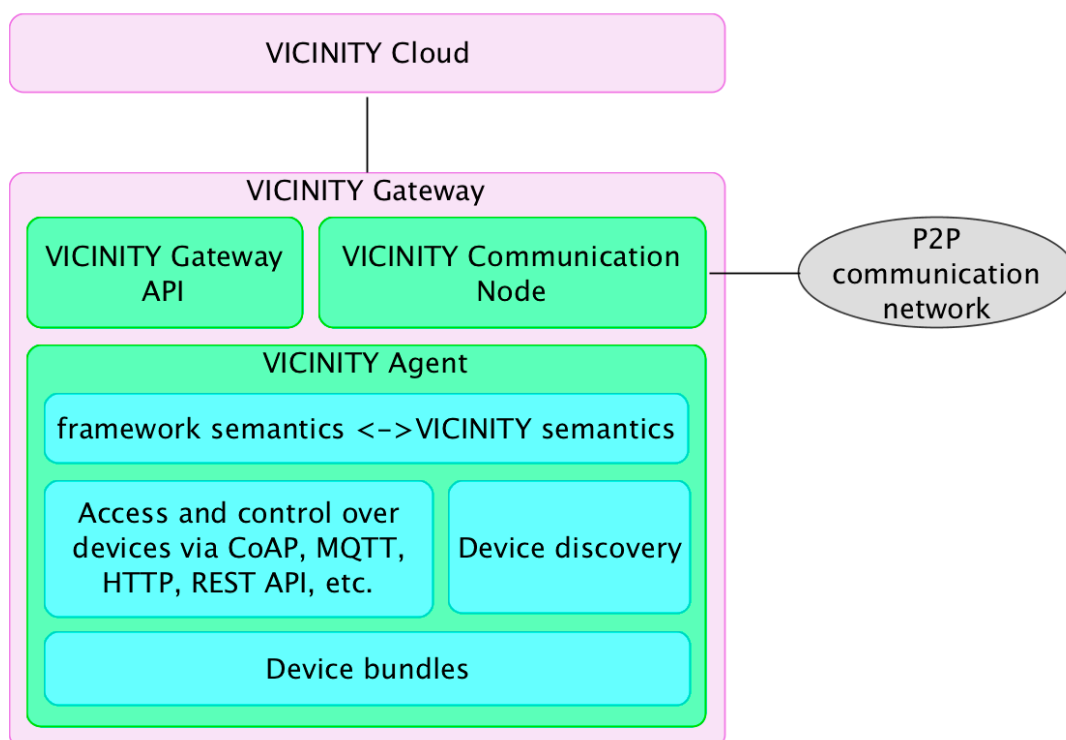 VICINITY Cloud
VICINITY Gateway
VICINITY Gateway
API
VICINITY Communication
Node
P2P
communication
network
VICINITY Agent
framework semantics <->VICINITY semantics
Access and control over
devices via CoAP, MQTT,
HTTP, REST API, etc.
Device discovery
Device bundles